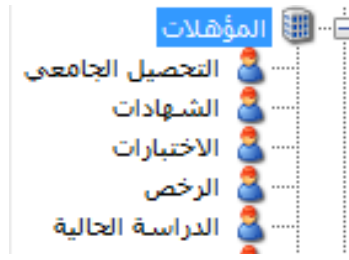 المؤهلات
التحصيل الجامعي
الشهادات
الاختبارات
الرخص
الدراسة الحالية